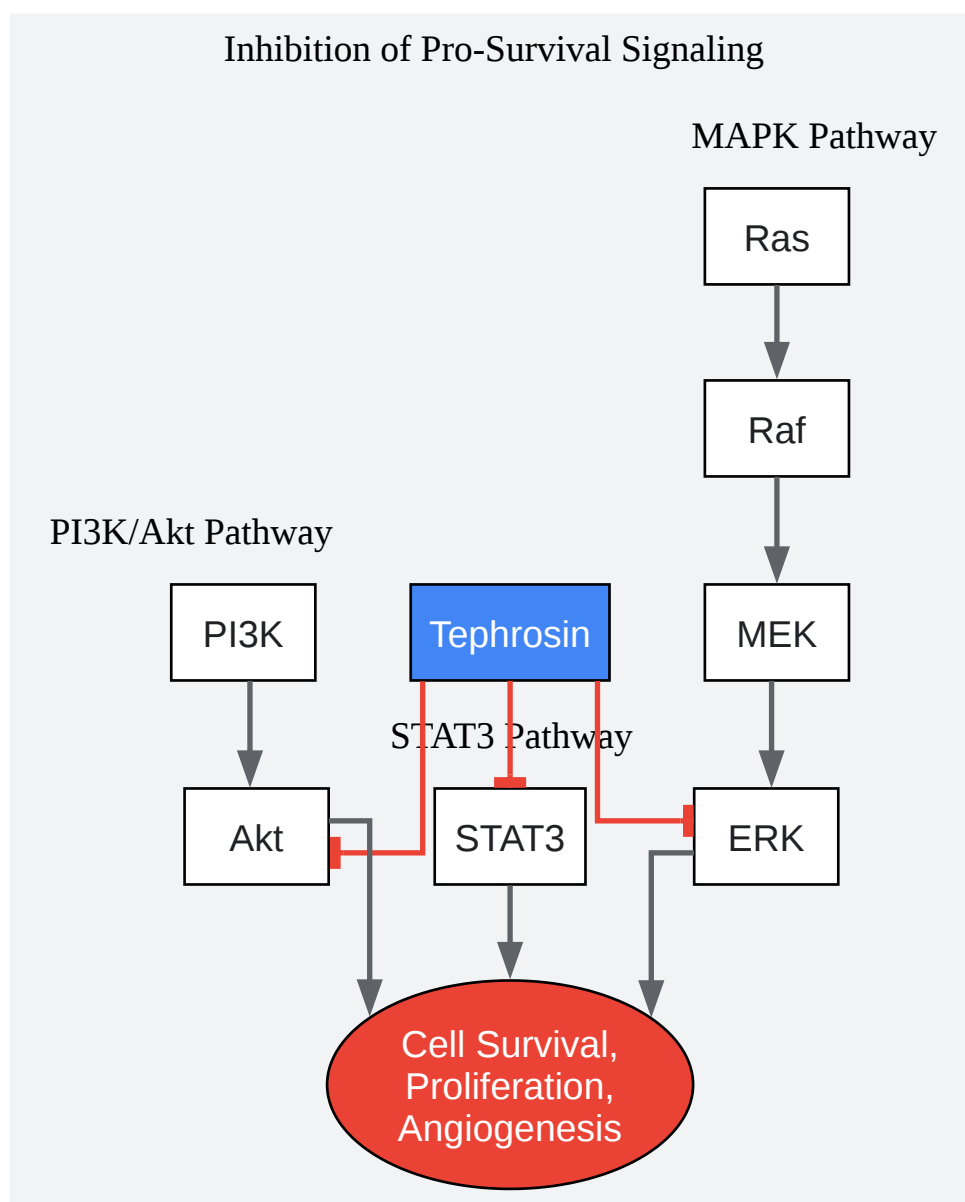 Inhibition of Pro-Survival Signaling
MAPK Pathway
Ras
Raf
PI3K/Akt Pathway
PI3K
Tephrosin
MEK
STAT3 Pathway
Akt
STAT3
ERK
Cell Survival,
Proliferation,
Angiogenesis